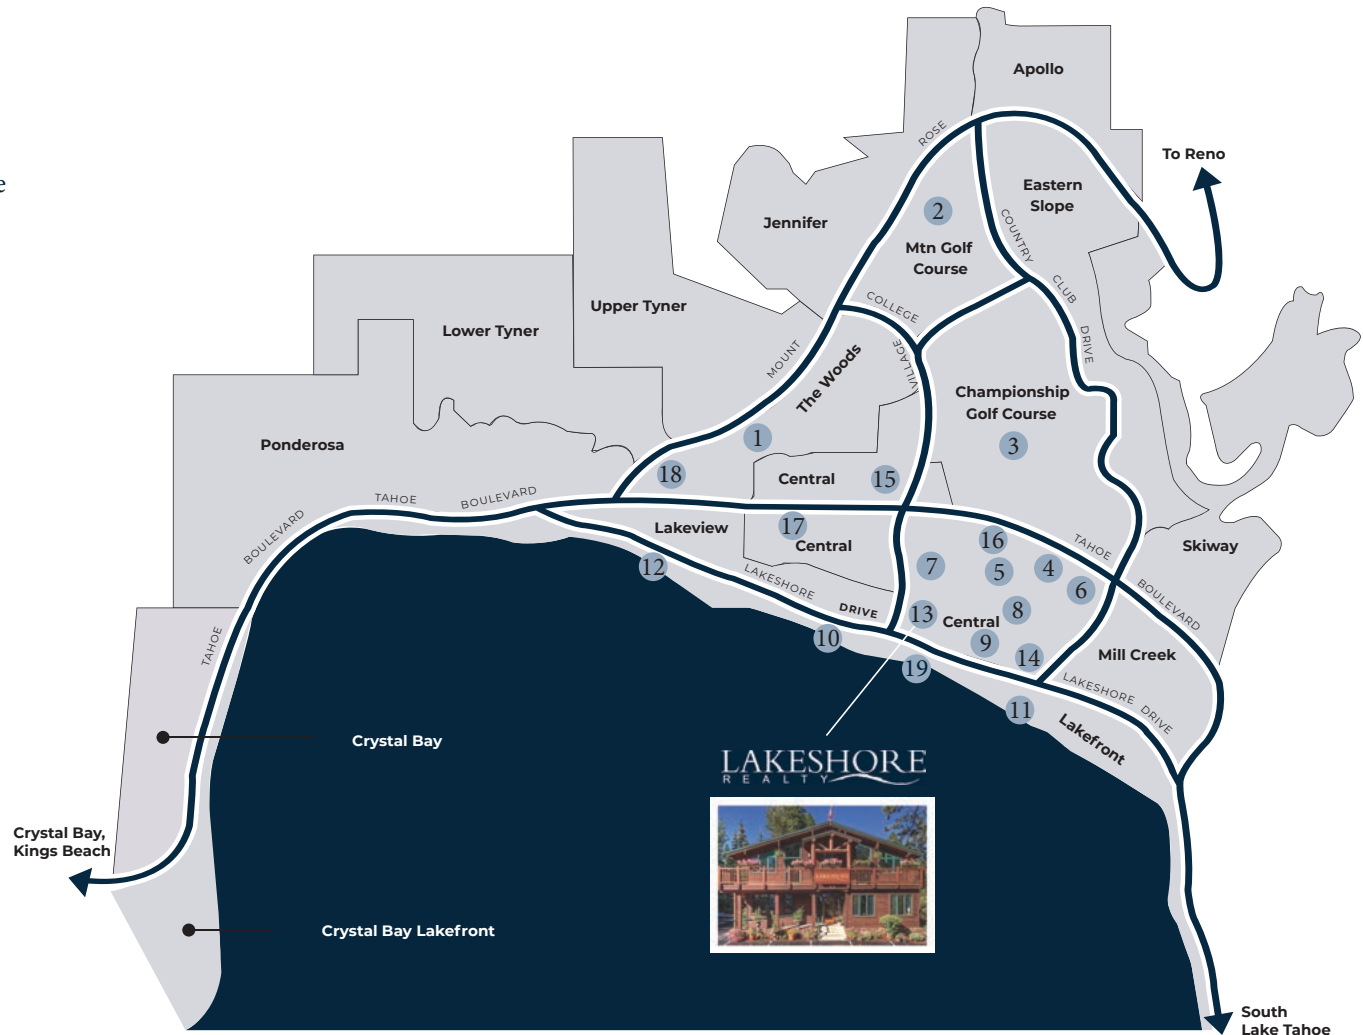 e
Apollo
ROSE
To Reno
Eastern
Slope
2
Jennifer
COUNTRY
Mtn Golf
Course
CLUB
COLLEGE
Upper Tyner
Lower Tyner
DRIVE
MOUNT
VILLAGE
The Woods
Championship
Golf Course
Ponderosa
1
3
18
Central
15
TAHOE
BOULEVARD
BOULEVARD
Lakeview
17
Central
16
TAHOE
Skiway
12
7
5
4
6
LAKESHORE
DRIVE
BOULEVARD
13
8
Central
10
9
14
Mill Creek
TAHOE
19
LAKESHORE
DRIVE
11
Lakefront
Crystal Bay
LAKESHORE
REALTY
LAKESHORE
Crystal Bay,
Kings Beach
Crystal Bay Lakefront
South
Lake Tahoe